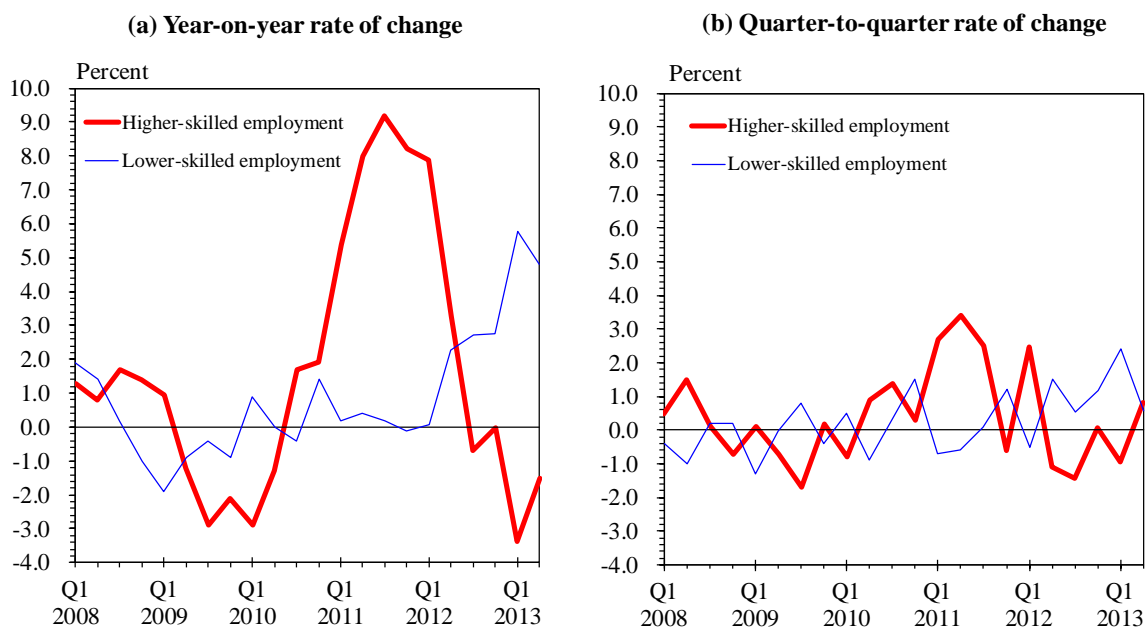 (a) Year-on-year rate of change
Percent
10.0
9.0
8.0
7.0
6.0
5.0
4.0
3.0
2.0
1.0
0.0
-1.0
-2.0
-3.0
-4.0
Higher-skilled employment
Lower-skilled employment
Q1 Q1 Q1 Q1 Q1 Q1
2008 2009 2010 2011 2012 2013
(b) Quarter-to-quarter rate of change
Percent
10.0
9.0
8.0
7.0
6.0
5.0
4.0
3.0
2.0
1.0
0.0
-1.0
-2.0
-3.0
-4.0
Higher-skilled employment
Lower-skilled employment
Q1 Q1 Q1 Q1 Q1 Q1
2008 2009 2010 2011 2012 2013